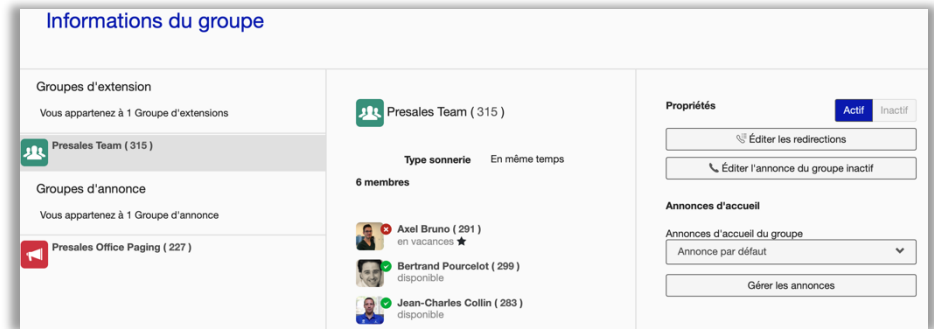 Informations du groupe
Groupes d'extension
Vous appartenez à 1 Groupe d'extensions
Presales Team ( 315 )
Groupes d'annonce
Vous appartenez à 1 Groupe d'annonce
Presales Office Paging ( 227 )
Presales Team ( 315 )
Type sonnerie En même temps
6 membres
Axel Bruno ( 291 )
en vacances ★
Bertrand Pourcelot ( 299 )
disponible
Jean-Charles Collin ( 283 )
disponible
Propriétés
Actif Inactif
Éditer les redirections
Éditer l'annonce du groupe inactif
Annonces d'accueil
Annonces d'accueil du groupe
Annonce par défaut
Gérer les annonces